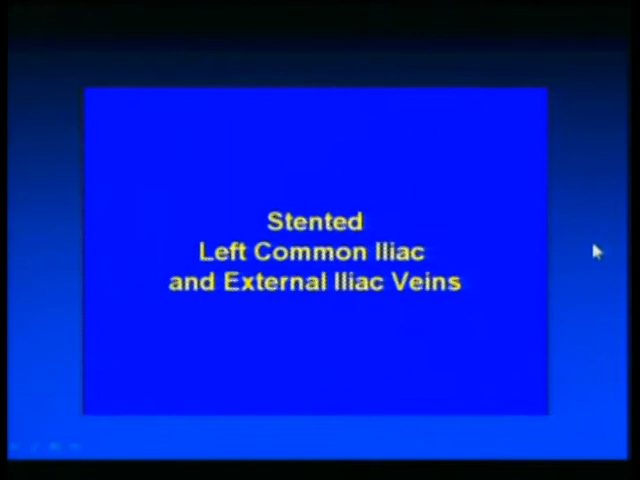 Stented
Left Common Iliac
and External Iliac Veins